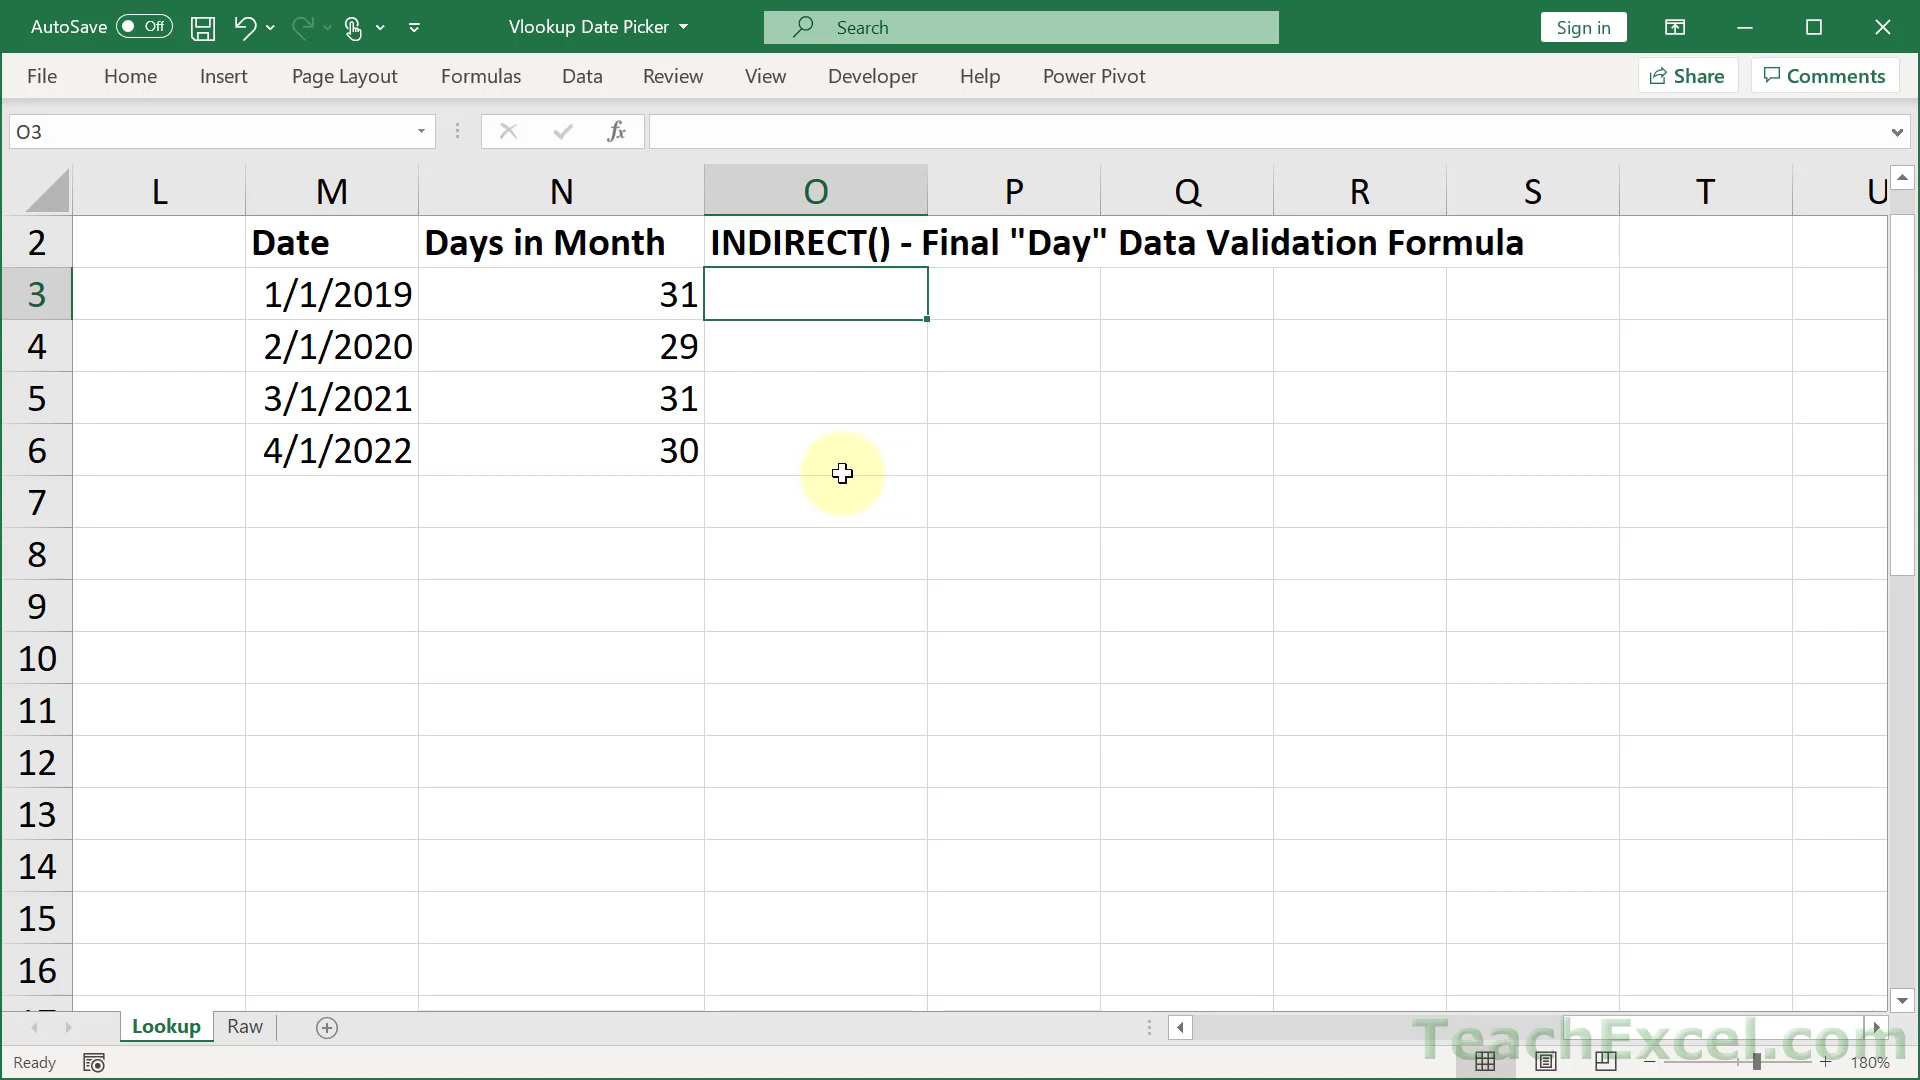 AutoSave Off Vlookup Date Picker Search Sign in
File Home Insert Page Layout Formulas Data Review View Developer Help Power Pivot Share Comments
O3 fx
L M N O P Q R S T U
2 Date Days in Month INDIRECT() - Final "Day" Data Validation Formula
3 1/1/2019 31
4 2/1/2020 29
5 3/1/2021 31
6 4/1/2022 30
7
8
9
10
11
12
13
14
15
16
Lookup Raw
TeachExcel.com
Ready 180%